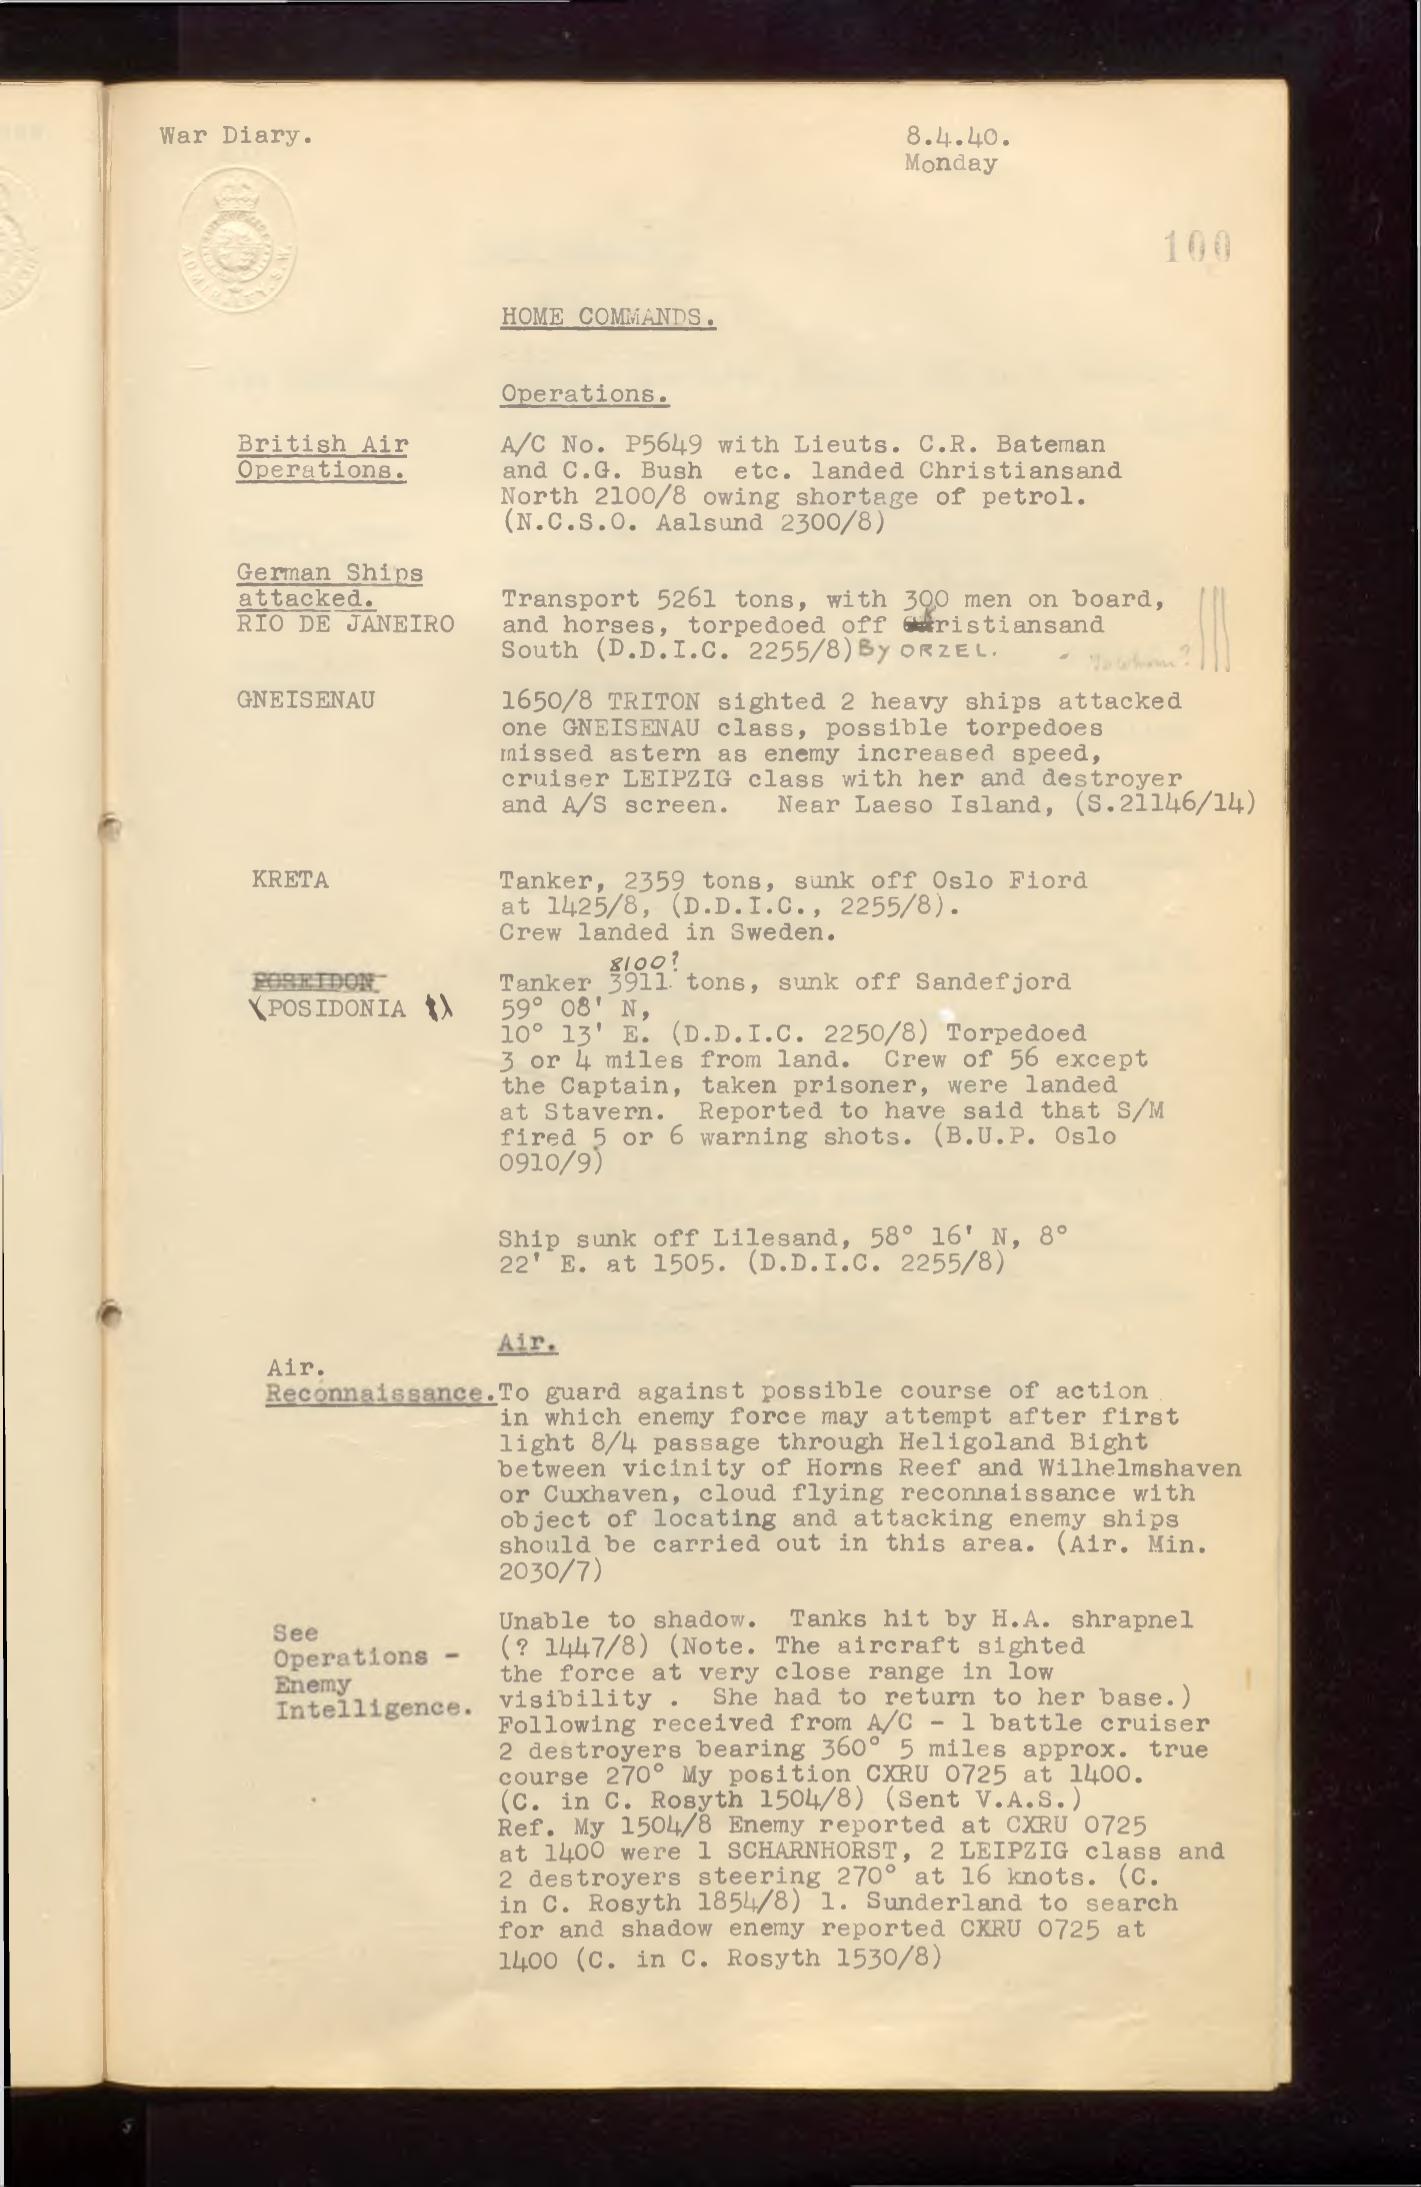 War Diary.
8.4.40.
Monday
100
HOME COMMANDS.
Operations.
British Air
Operations.
A/C No. P5649 with Lieuts. C.R. Bateman
and C.G. Bush etc. landed Christiansand
North 2100/8 owing shortage of petrol.
(N.C.S.O. Aalsund 2300/8)
German Ships
attacked.
RIO DE JANEIRO
Transport 5261 tons, with 300 men on board,
and horses, torpedoed off Christiansand
South (D.D.I.C. 2255/8) By ORZEL.
GNEISENAU
1650/8 TRITON sighted 2 heavy ships attacked
one GNEISENAU class, possible torpedoes
missed astern as enemy increased speed,
cruiser LEIPZIG class with her and destroyer
and A/S screen. Near Laeso Island, (S.21146/14)
KRETA
Tanker, 2359 tons, sunk off Oslo Fiord
at 1425/8, (D.D.I.C., 2255/8).
Crew landed in Sweden.
8100?
POSEIDON
(POSIDONIA ?)
Tanker 3911 tons, sunk off Sandefjord
59° 08' N,
10° 13' E. (D.D.I.C. 2250/8) Torpedoed
3 or 4 miles from land. Crew of 56 except
the Captain, taken prisoner, were landed
at Stavern. Reported to have said that S/M
fired 5 or 6 warning shots. (B.U.P. Oslo
0910/9)
Ship sunk off Lilesand, 58° 16' N, 8°
22' E. at 1505. (D.D.I.C. 2255/8)
Air.
Air.
Reconnaissance.
To guard against possible course of action
in which enemy force may attempt after first
light 8/4 passage through Heligoland Bight
between vicinity of Horns Reef and Wilhelmshaven
or Cuxhaven, cloud flying reconnaissance with
object of locating and attacking enemy ships
should be carried out in this area. (Air. Min.
2030/7)
See
Operations -
Enemy
Intelligence.
Unable to shadow. Tanks hit by H.A. shrapnel
(? 1447/8) (Note. The aircraft sighted
the force at very close range in low
visibility . She had to return to her base.)
Following received from A/C - 1 battle cruiser
2 destroyers bearing 360° 5 miles approx. true
course 270° My position CXRU 0725 at 1400.
(C. in C. Rosyth 1504/8) (Sent V.A.S.)
Ref. My 1504/8 Enemy reported at CXRU 0725
at 1400 were 1 SCHARNHORST, 2 LEIPZIG class and
2 destroyers steering 270° at 16 knots. (C.
in C. Rosyth 1854/8) 1. Sunderland to search
for and shadow enemy reported CXRU 0725 at
1400 (C. in C. Rosyth 1530/8)